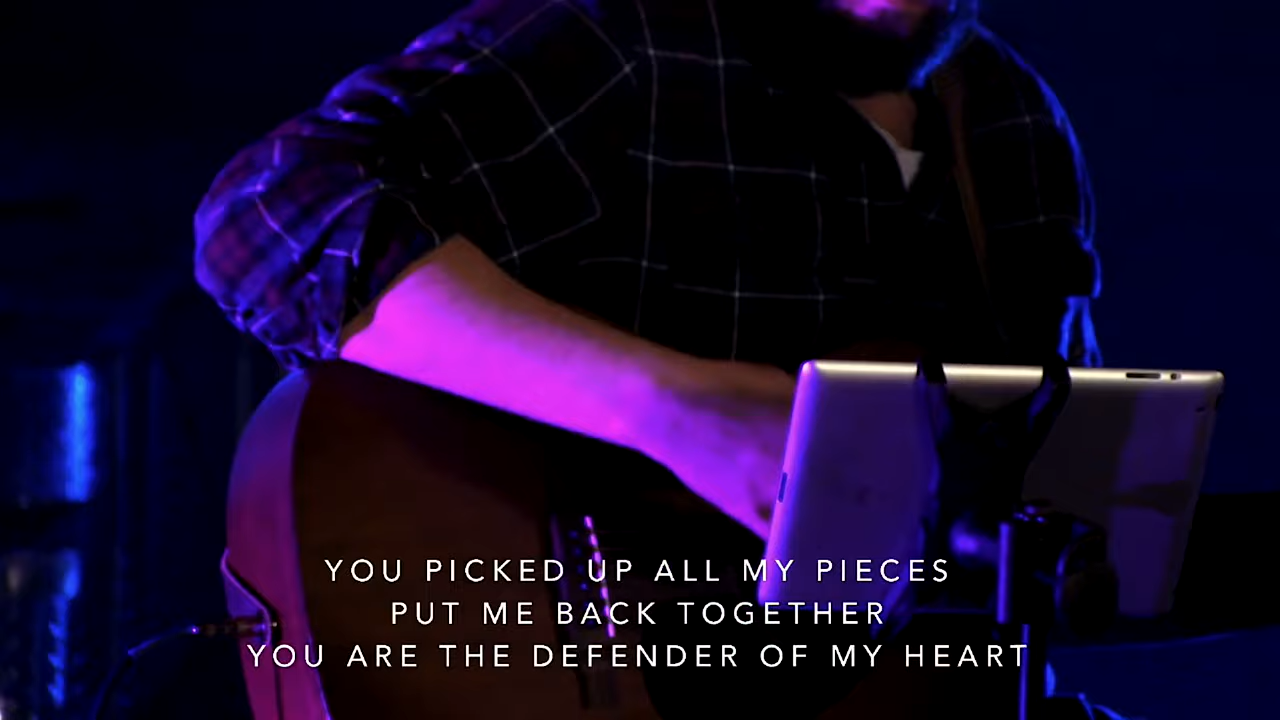 YOU PICKED UP ALL MY PIECES
PUT ME BACK TOGETHER
YOU ARE THE DEFENDER OF MY HEART